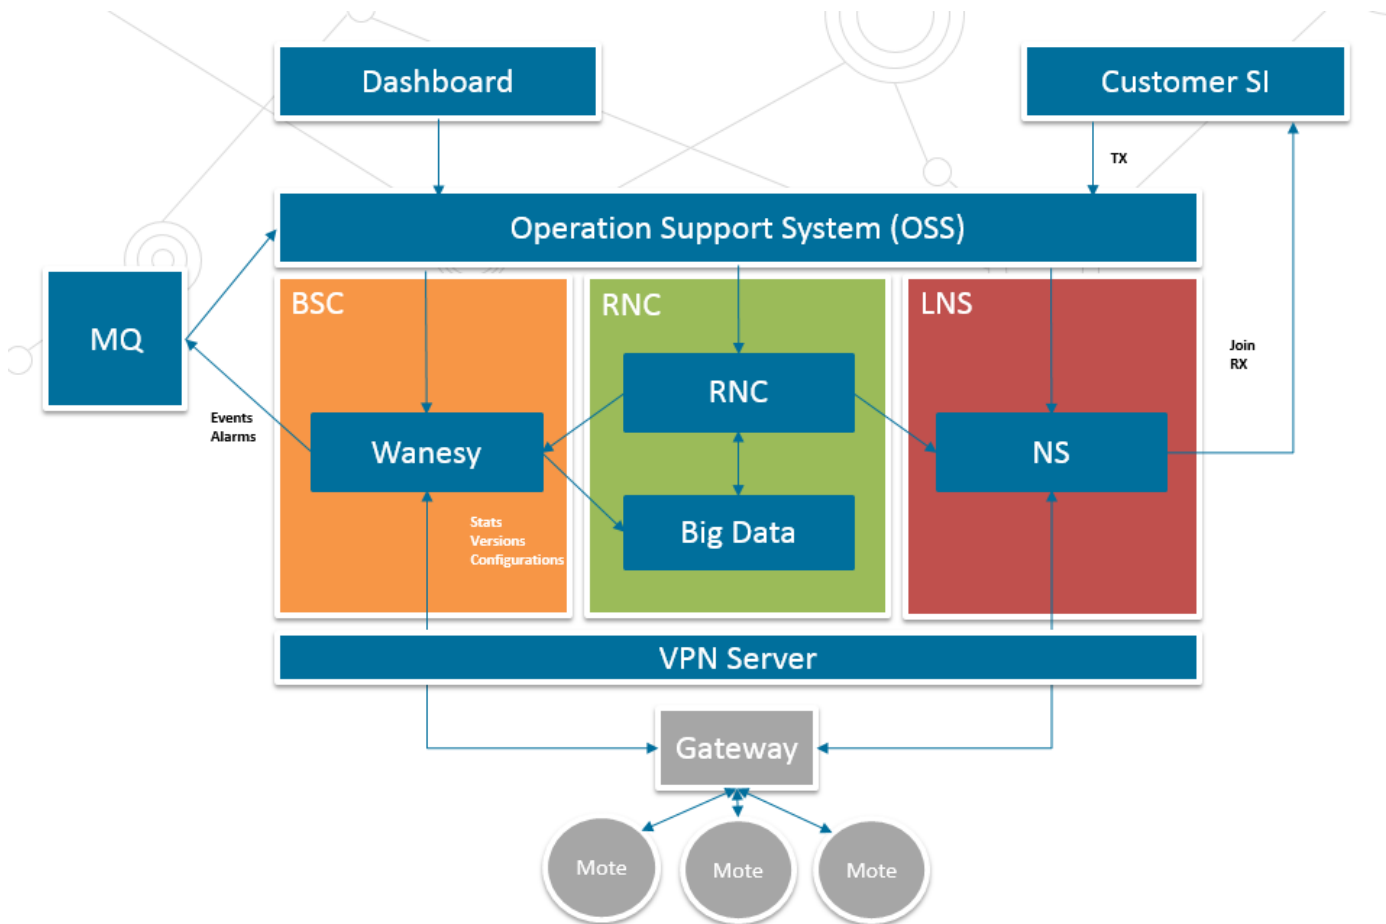 Dashboard
Customer SI
TX
Operation Support System (OSS)
MQ
BSC
RNC
LNS
Join
RX
RNC
Events
Alarms
Wanesy
NS
Stats
Versions
Configurations
Big Data
VPN Server
Gateway
Mote
Mote
Mote